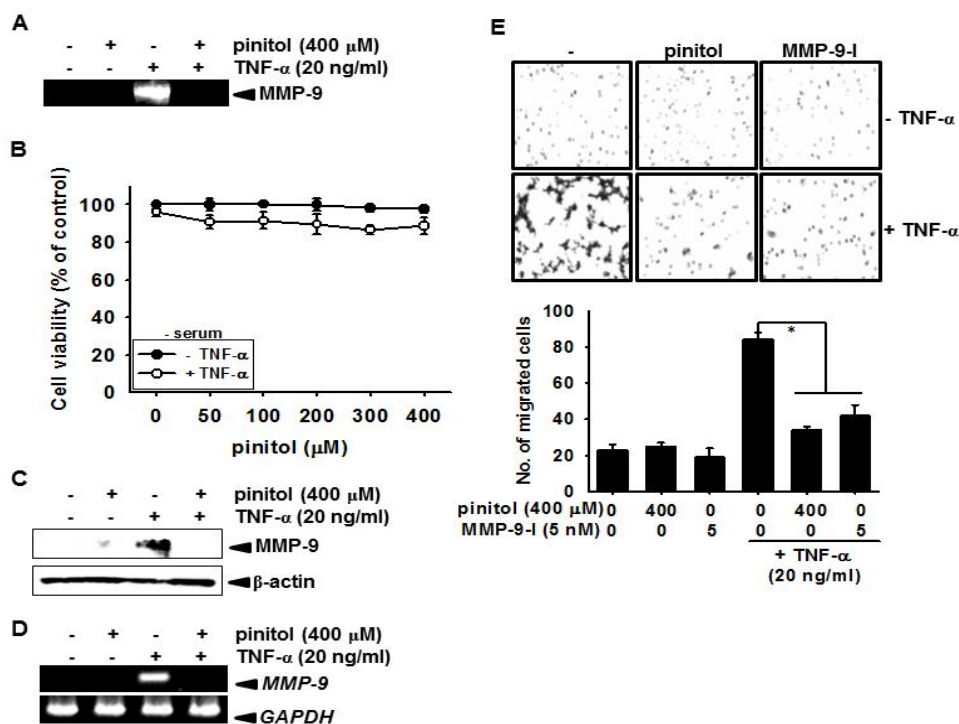 A
- + - + pinitol (400 μM)
- - + + TNF-α (20 ng/ml)
MMP-9
B
Cell viability (% of control)
100
80
60
40
20
0
- serum
- TNF-α
+ TNF-α
0 50 100 200 300 400
pinitol (μM)
C
- + - + pinitol (400 μM)
- - + + TNF-α (20 ng/ml)
MMP-9
β-actin
D
- + - + pinitol (400 μM)
- - + + TNF-α (20 ng/ml)
MMP-9
GAPDH
E
- pinitol MMP-9-I
- TNF-α
+ TNF-α
No. of migrated cells
100
80
60
40
20
0
*
pinitol (400 μM) 0 400 0 0 400 0
MMP-9-I (5 nM) 0 0 5 0 0 5
+ TNF-α
(20 ng/ml)